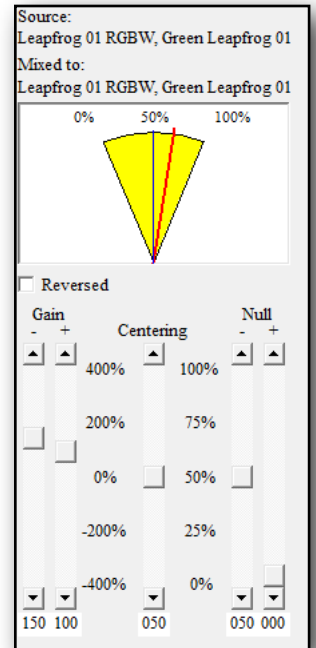 Source:
Leapfrog 01 RGBW, Green Leapfrog 01
Mixed to:
Leapfrog 01 RGBW, Green Leapfrog 01
0% 50% 100%
Reversed
Gain Null
- + Centering - +
400% 100%
200% 75%
0% 50%
-200% 25%
-400% 0%
150 100 050 050 000